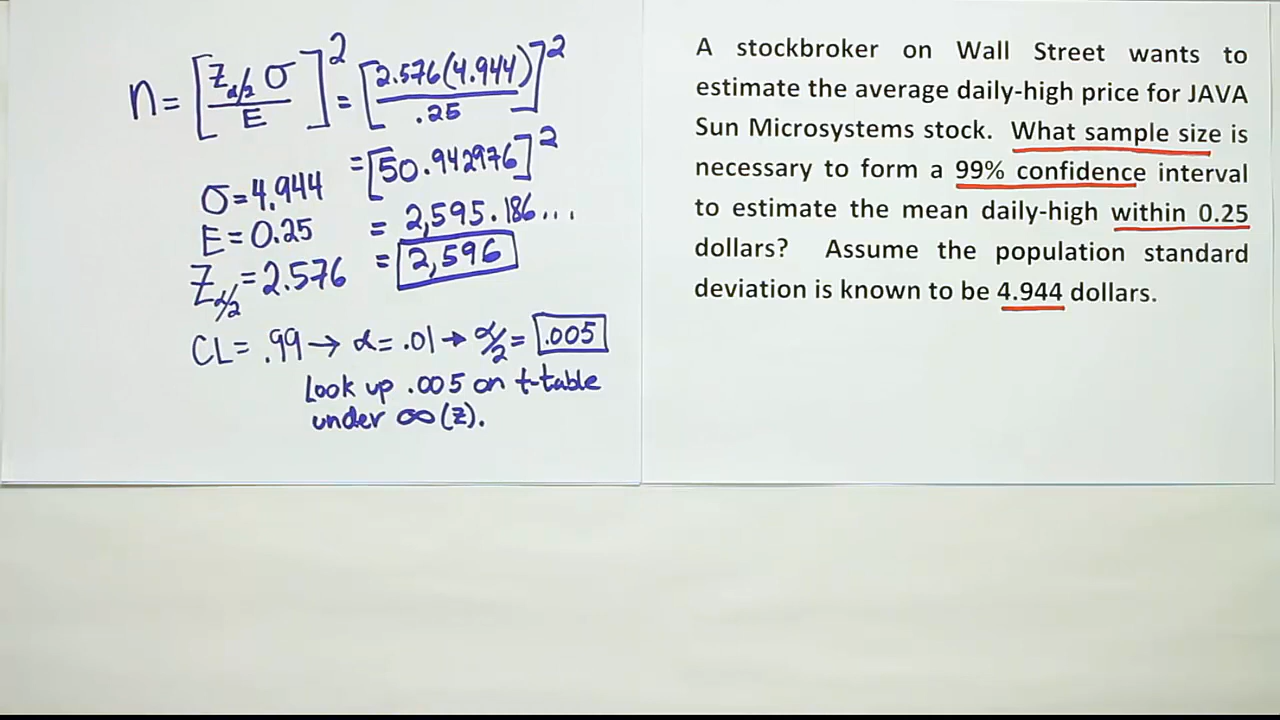 n = [Zα/2 σ / E]² = [2.576(4.944) / .25]²
= [50.942976]²
σ = 4.944
= 2,595.186...
E = 0.25
= 2,596
Zα/2 = 2.576
CL = .99 → α = .01 → α/2 = .005
Look up .005 on t-table
under ∞ (z).
A stockbroker on Wall Street wants to
estimate the average daily-high price for JAVA
Sun Microsystems stock. What sample size is
necessary to form a 99% confidence interval
to estimate the mean daily-high within 0.25
dollars? Assume the population standard
deviation is known to be 4.944 dollars.